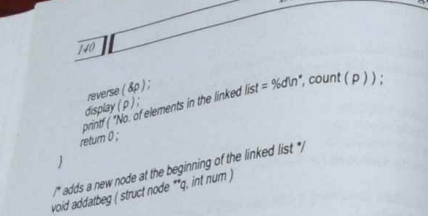 140
reverse ( &p ) ;
display ( p ) ;
printf ( "No. of elements in the linked list = %d\n", count ( p ) ) ;
return 0 ;
}
/* adds a new node at the beginning of the linked list */
void addatbeg ( struct node **q, int num )